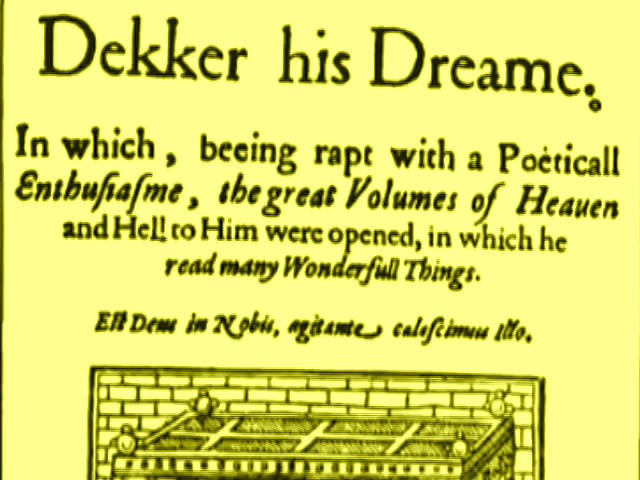 Dekker his Dreame.
In which, beeing rapt with a Poeticall
Enthusiasme, the great Volumes of Heauen
and Hell to Him were opened, in which he
read many Wonderfull Things.
Est Deus in Nobis, agitante calescimus Illo.